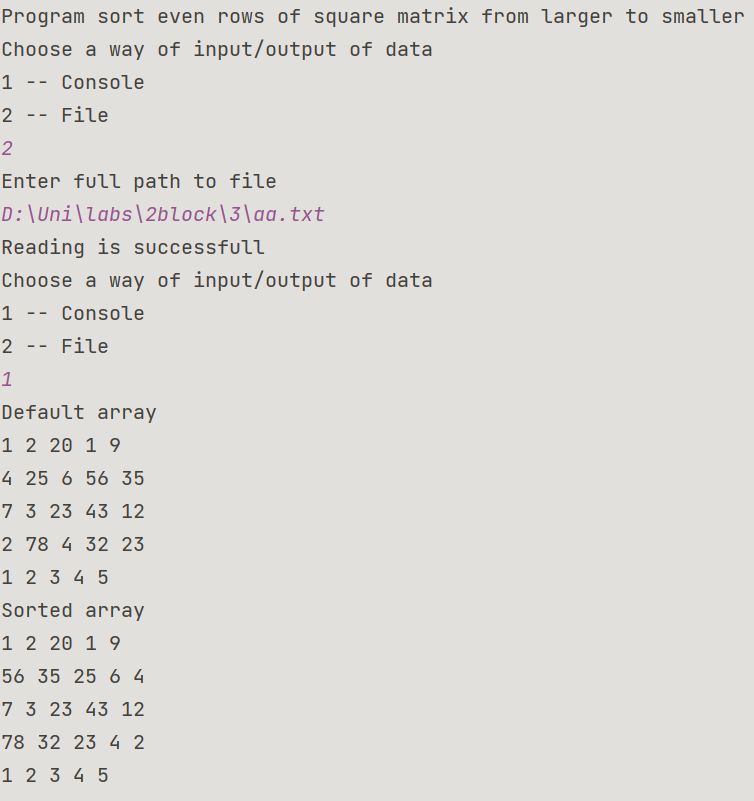 Program sort even rows of square matrix from larger to smaller
Choose a way of input/output of data
1 -- Console
2 -- File
2
Enter full path to file
D:\Uni\labs\2block\3\aa.txt
Reading is successfull
Choose a way of input/output of data
1 -- Console
2 -- File
1
Default array
1 2 20 1 9
4 25 6 56 35
7 3 23 43 12
2 78 4 32 23
1 2 3 4 5
Sorted array
1 2 20 1 9
56 35 25 6 4
7 3 23 43 12
78 32 23 4 2
1 2 3 4 5